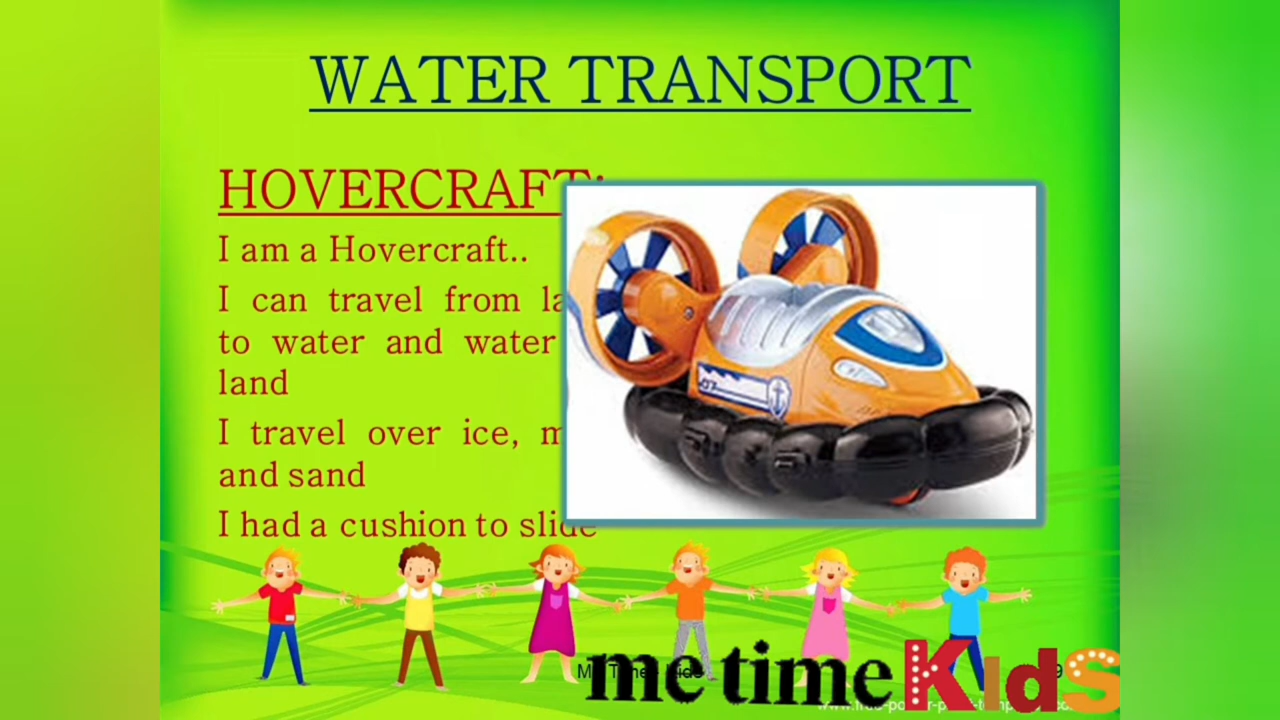 WATER TRANSPORT
HOVERCRAFT:
I am a Hovercraft..
I can travel from
to water and water
land
I travel over ice,
and sand
I had a cushion to slide
07
me time Kids